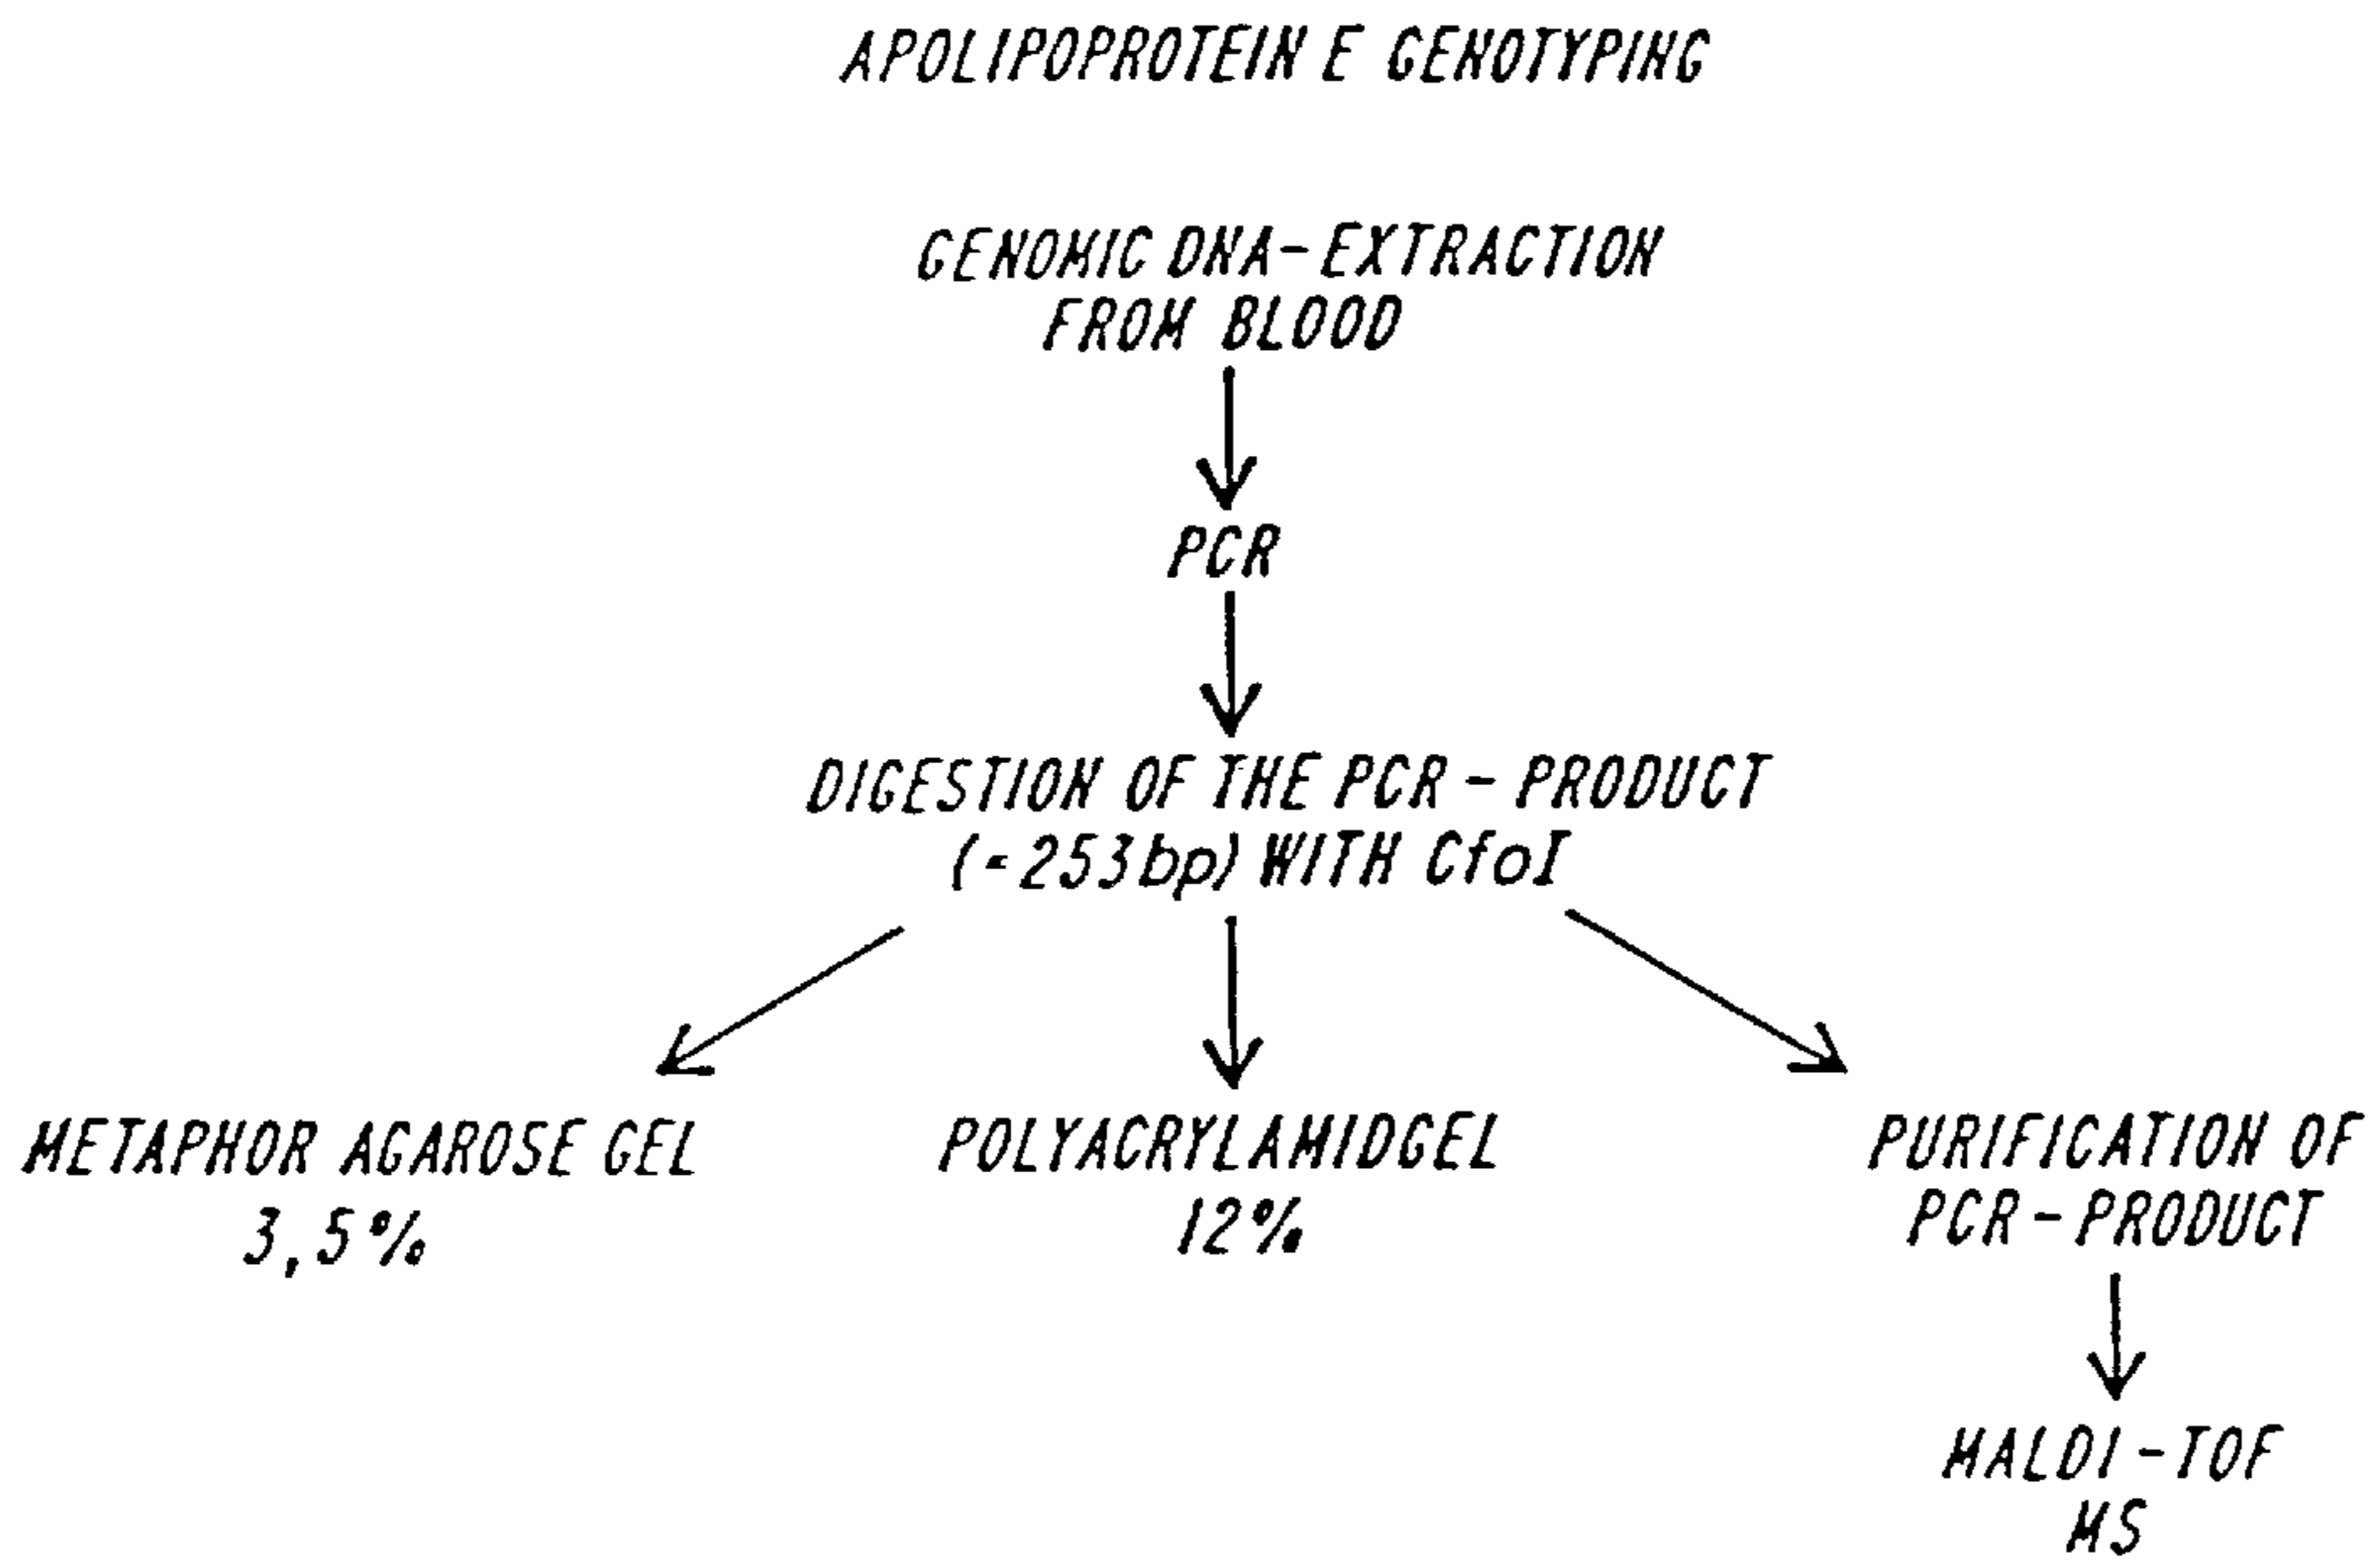 APOLIPOPROTEIN E GENOTYPING
GENOMIC DNA-EXTRACTION
FROM BLOOD
PCR
DIGESTION OF THE PCR-PRODUCT
(=253bp) WITH CfoI
METAPHOR AGAROSE GEL
3,5%
POLYACRYLAMIDGEL
12%
PURIFICATION OF
PCR-PRODUCT
MALDI-TOF
MS